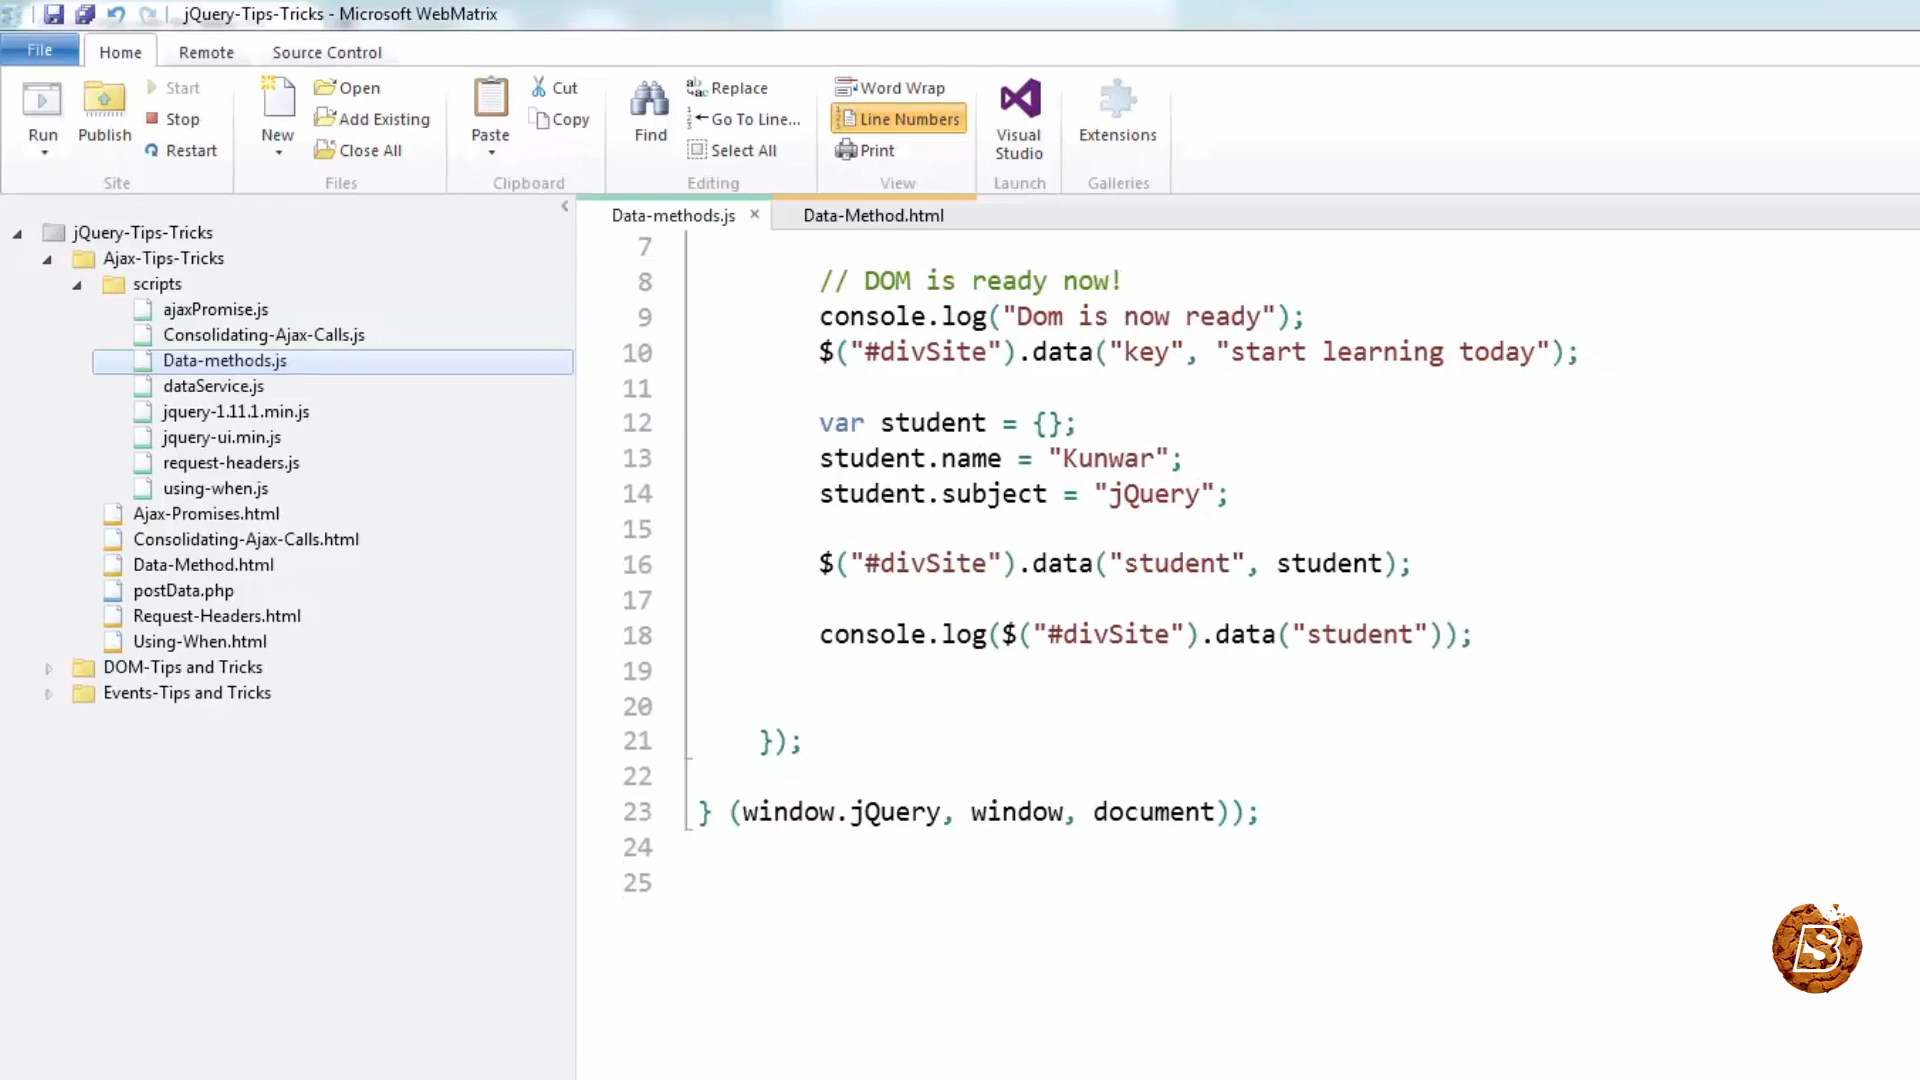 jQuery-Tips-Tricks - Microsoft WebMatrix
File Home Remote Source Control
Run
Publish
Start
Stop
Restart
Site
New
Open
Add Existing
Close All
Files
Paste
Cut
Copy
Clipboard
Find
Replace
Go To Line...
Select All
Editing
Word Wrap
Line Numbers
Print
View
Visual
Studio
Launch
Extensions
Galleries
jQuery-Tips-Tricks
Ajax-Tips-Tricks
scripts
ajaxPromise.js
Consolidating-Ajax-Calls.js
Data-methods.js
dataService.js
jquery-1.11.1.min.js
jquery-ui.min.js
request-headers.js
using-when.js
Ajax-Promises.html
Consolidating-Ajax-Calls.html
Data-Method.html
postData.php
Request-Headers.html
Using-When.html
DOM-Tips and Tricks
Events-Tips and Tricks
Data-methods.js Data-Method.html
7
8 // DOM is ready now!
9 console.log("Dom is now ready");
10 $("#divSite").data("key", "start learning today");
11
12 var student = {};
13 student.name = "Kunwar";
14 student.subject = "jQuery";
15
16 $("#divSite").data("student", student);
17
18 console.log($("#divSite").data("student"));
19
20
21 });
22
23 } (window.jQuery, window, document));
24
25
BS